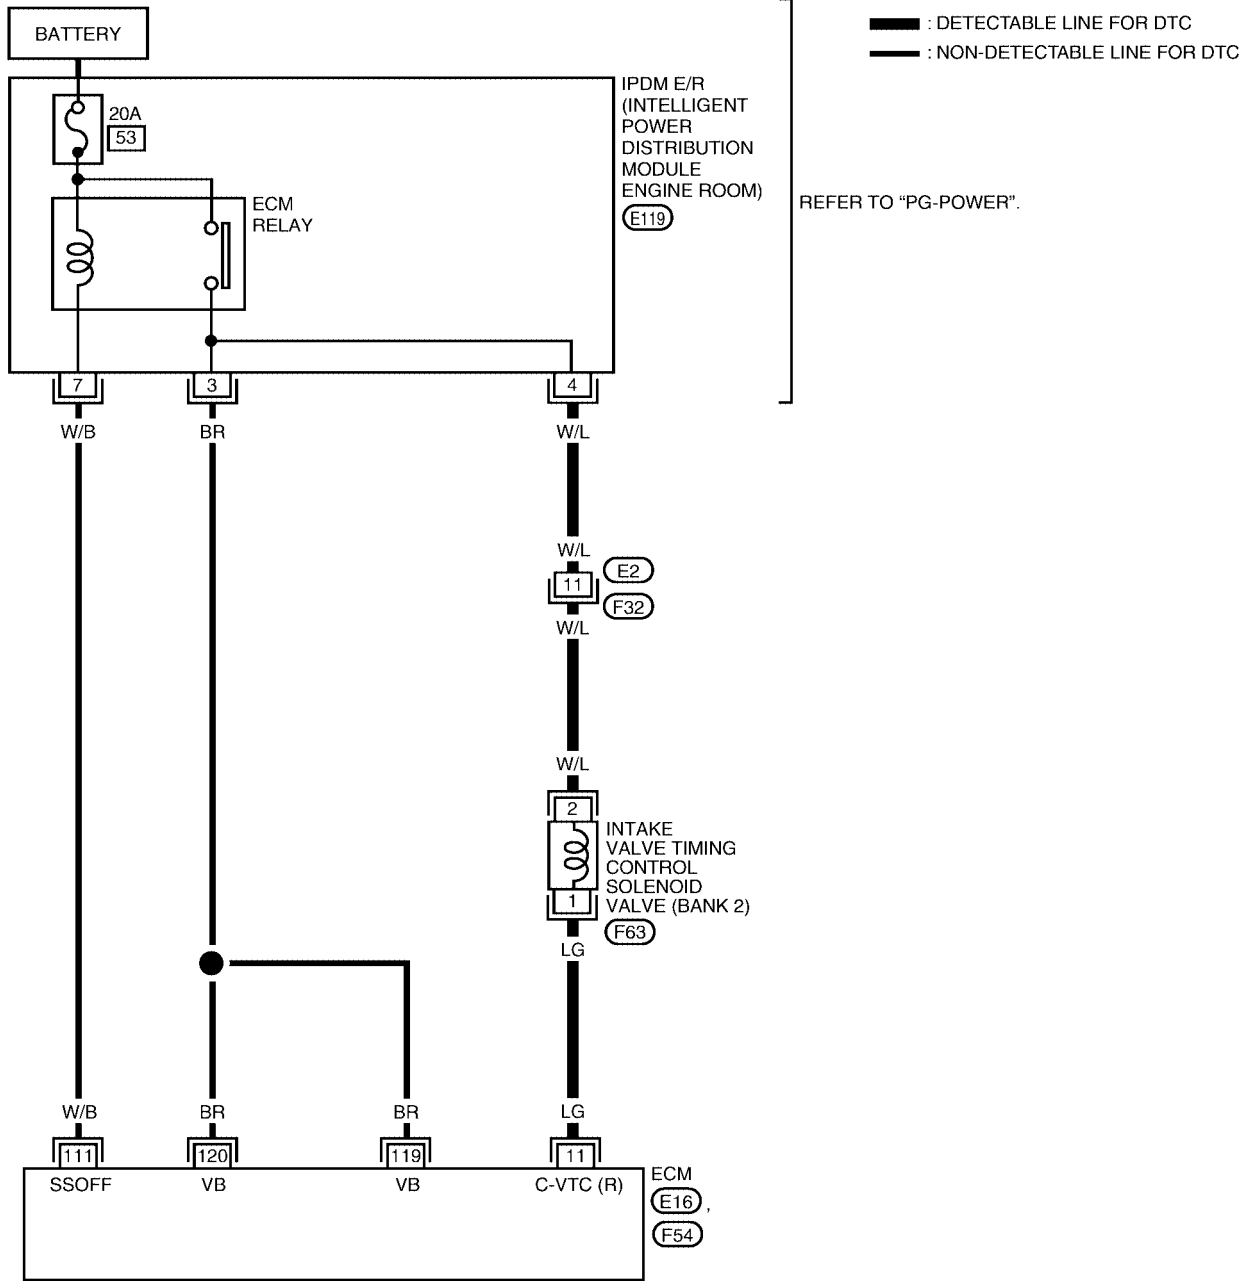 BATTERY
: DETECTABLE LINE FOR DTC
: NON-DETECTABLE LINE FOR DTC
20A
53
IPDM E/R
(INTELLIGENT
POWER
DISTRIBUTION
MODULE
ENGINE ROOM)
E119
REFER TO “PG-POWER”.
ECM
RELAY
7
3
4
W/B
BR
W/L
W/L
E2
11
F32
W/L
W/L
2
INTAKE
VALVE TIMING
CONTROL
SOLENOID
VALVE (BANK 2)
1
F63
LG
W/B
BR
BR
LG
111
120
119
11
SSOFF
VB
VB
C-VTC (R)
ECM
E16 ,
F54